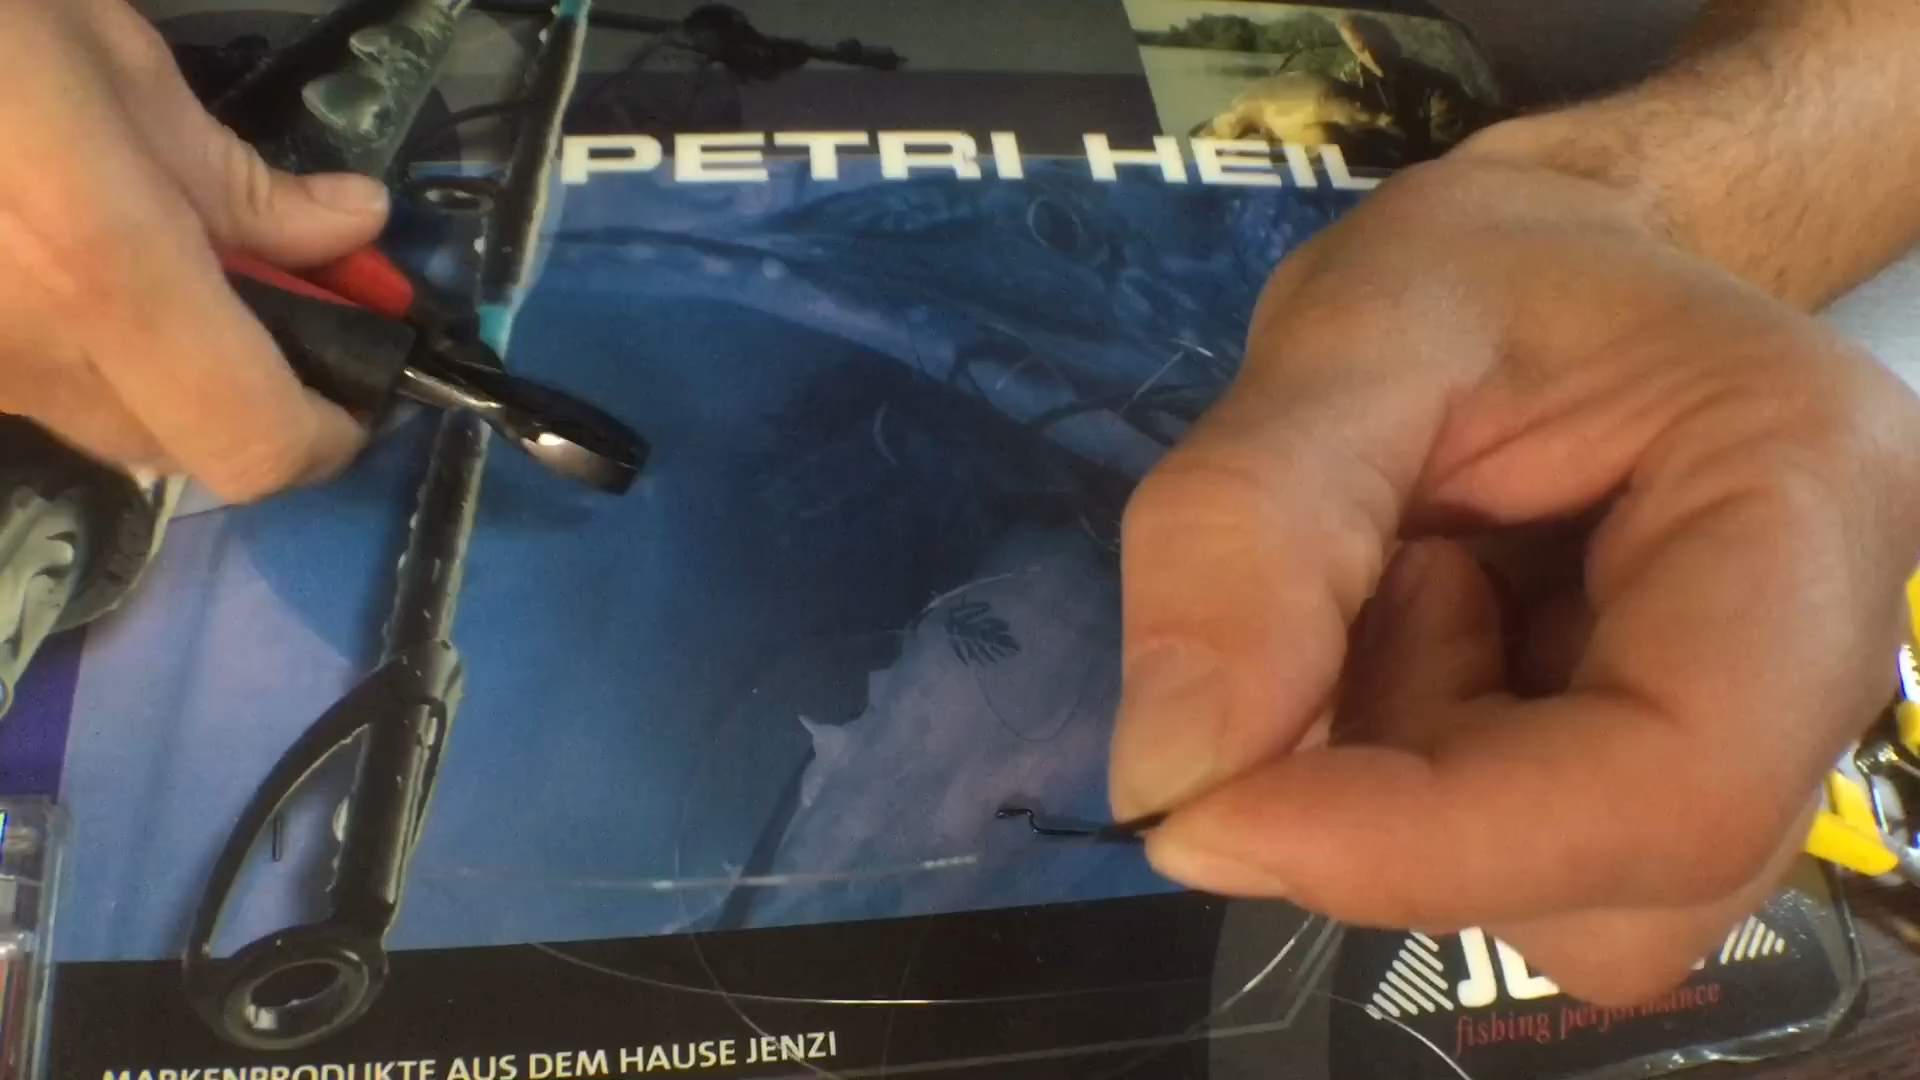 PETRI HEIL
fishing performance
MARKENPRODUKTE AUS DEM HAUSE JENZI